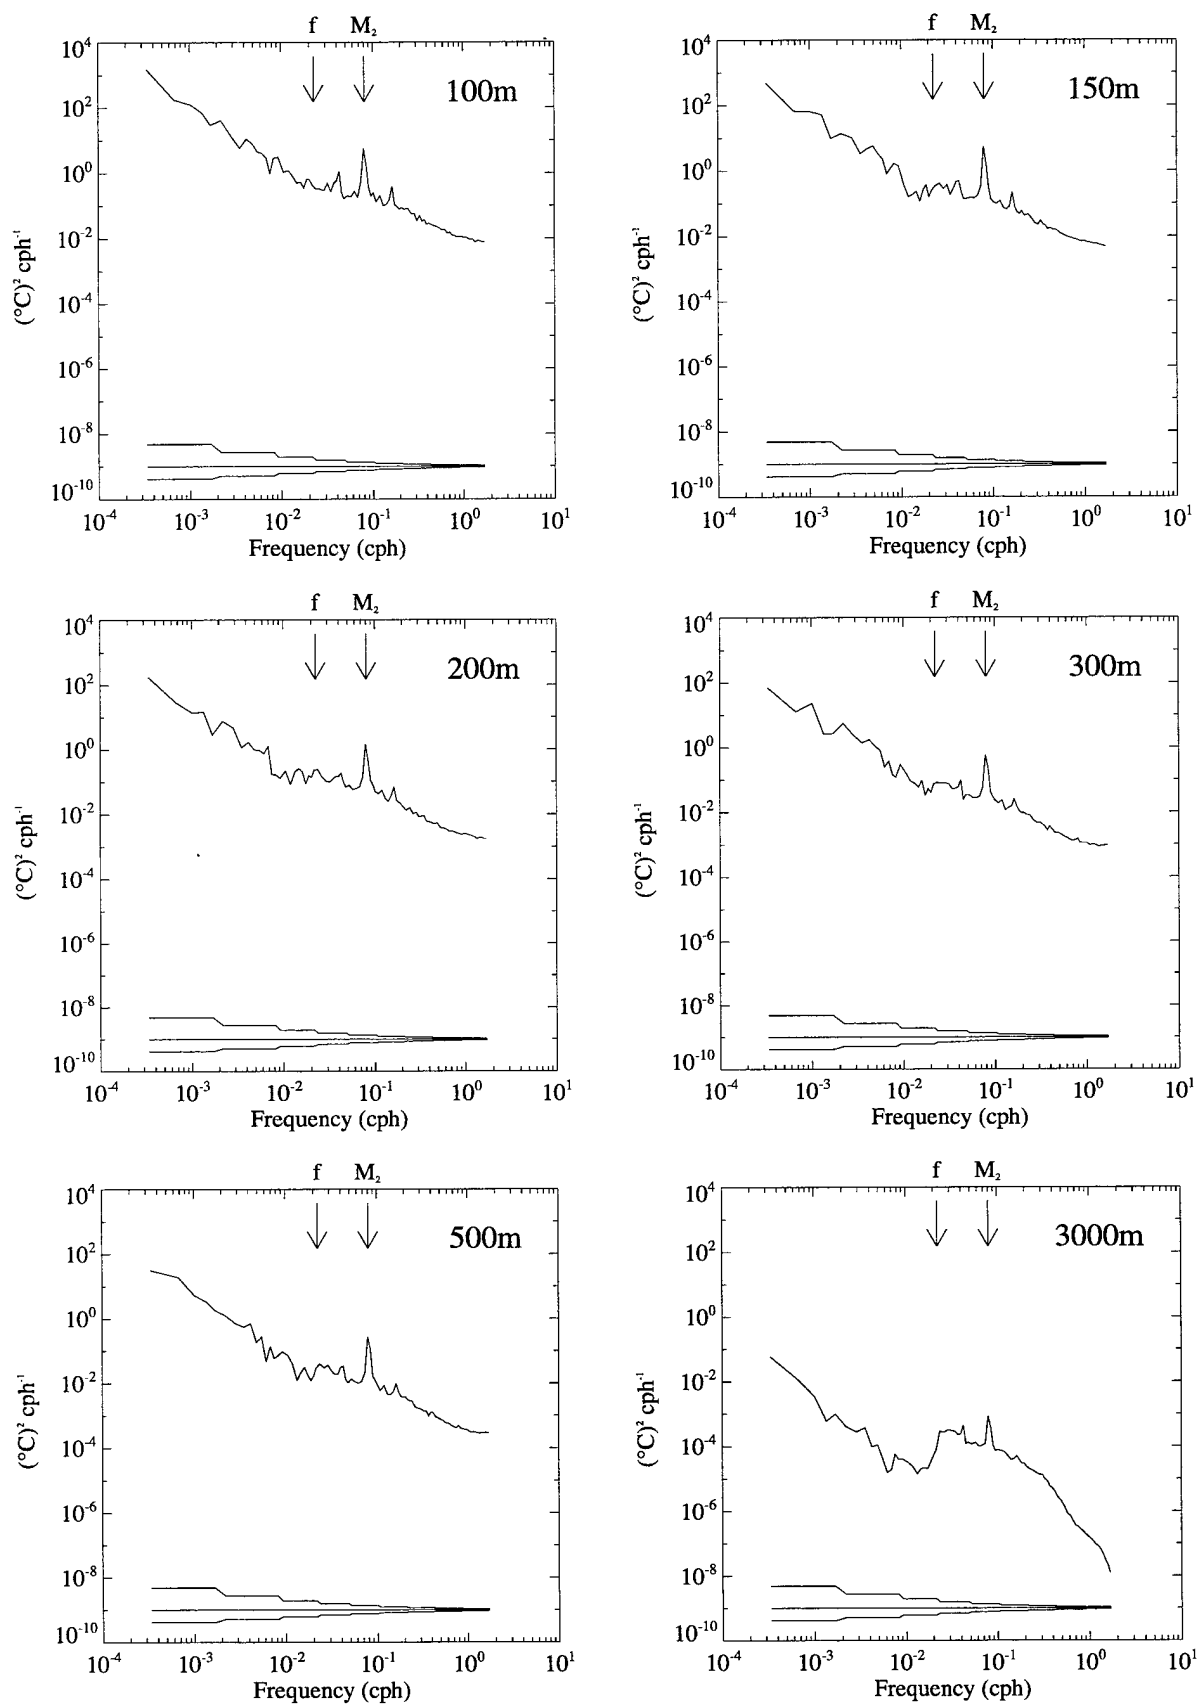 f M₂
100m
10⁴
10²
10⁰
10⁻²
10⁻⁴
10⁻⁶
10⁻⁸
10⁻¹⁰
(°C)² cph⁻¹
10⁻⁴ 10⁻³ 10⁻² 10⁻¹ 10⁰ 10¹
Frequency (cph)
f M₂
150m
10⁴
10²
10⁰
10⁻²
10⁻⁴
10⁻⁶
10⁻⁸
10⁻¹⁰
(°C)² cph⁻¹
10⁻⁴ 10⁻³ 10⁻² 10⁻¹ 10⁰ 10¹
Frequency (cph)
f M₂
200m
10⁴
10²
10⁰
10⁻²
10⁻⁴
10⁻⁶
10⁻⁸
10⁻¹⁰
(°C)² cph⁻¹
10⁻⁴ 10⁻³ 10⁻² 10⁻¹ 10⁰ 10¹
Frequency (cph)
f M₂
300m
10⁴
10²
10⁰
10⁻²
10⁻⁴
10⁻⁶
10⁻⁸
10⁻¹⁰
(°C)² cph⁻¹
10⁻⁴ 10⁻³ 10⁻² 10⁻¹ 10⁰ 10¹
Frequency (cph)
f M₂
500m
10⁴
10²
10⁰
10⁻²
10⁻⁴
10⁻⁶
10⁻⁸
10⁻¹⁰
(°C)² cph⁻¹
10⁻⁴ 10⁻³ 10⁻² 10⁻¹ 10⁰ 10¹
Frequency (cph)
f M₂
3000m
10⁴
10²
10⁰
10⁻²
10⁻⁴
10⁻⁶
10⁻⁸
10⁻¹⁰
(°C)² cph⁻¹
10⁻⁴ 10⁻³ 10⁻² 10⁻¹ 10⁰ 10¹
Frequency (cph)